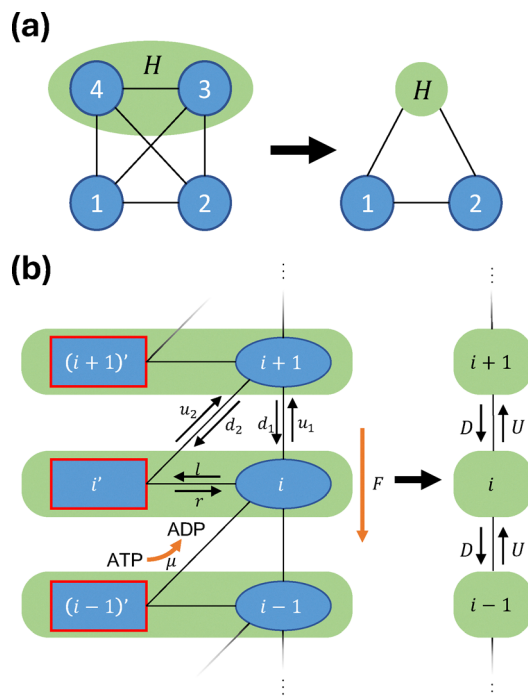 (a)
H
4 3
1 2
H
1 2
(b)
(i+1)′ i+1
u₂ d₂ d₁ u₁
i′ l r i
F
ADP
ATP μ
(i−1)′ i−1
i+1
D U
i
D U
i−1